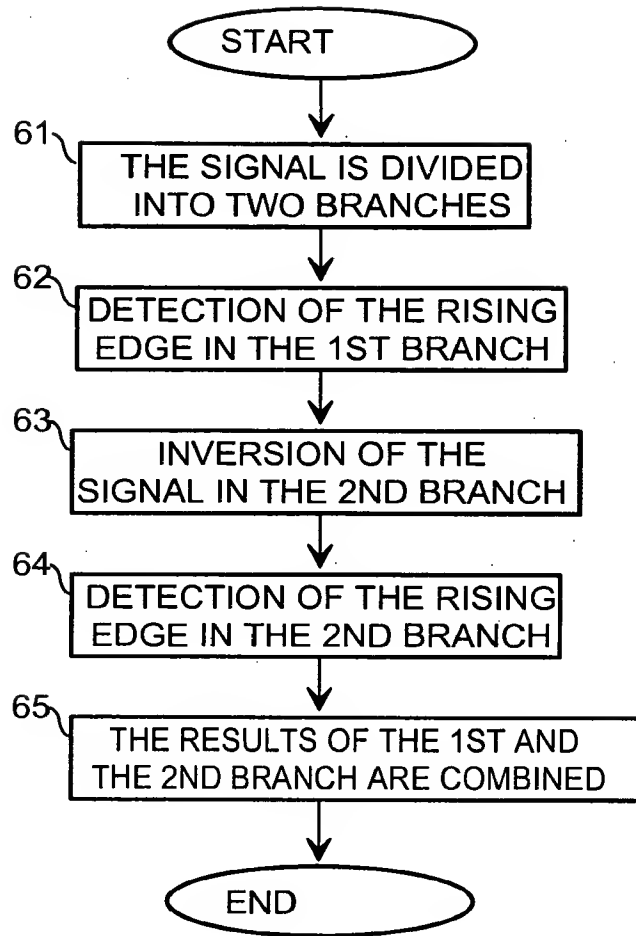 START
61
THE SIGNAL IS DIVIDED
INTO TWO BRANCHES
62
DETECTION OF THE RISING
EDGE IN THE 1ST BRANCH
63
INVERSION OF THE
SIGNAL IN THE 2ND BRANCH
64
DETECTION OF THE RISING
EDGE IN THE 2ND BRANCH
65
THE RESULTS OF THE 1ST AND
THE 2ND BRANCH ARE COMBINED
END